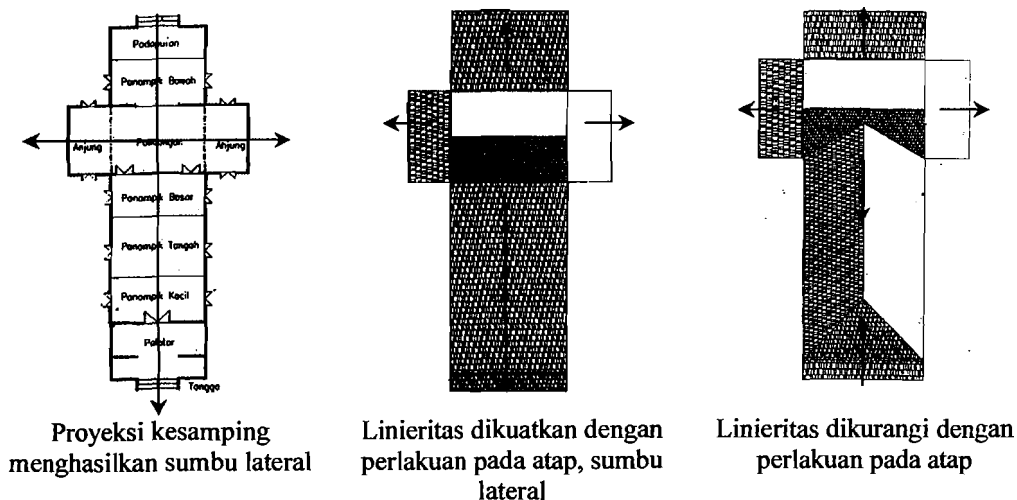 Padapuran
Panampik Bawah
Anjung
Anjung
Panampik Basar
Panampik Tangah
Panampik Kecil
Palatar
Tangga
Proyeksi kesamping
menghasilkan sumbu lateral
Linieritas dikuatkan dengan
perlakuan pada atap, sumbu
lateral
Linieritas dikurangi dengan
perlakuan pada atap